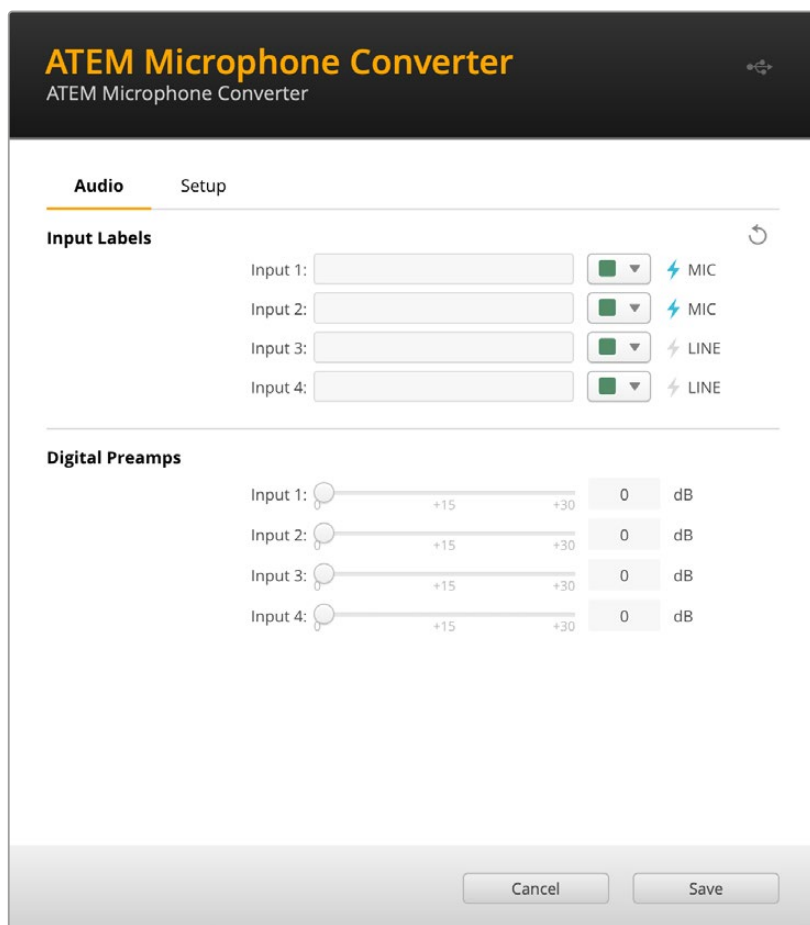 ATEM Microphone Converter
ATEM Microphone Converter
Audio Setup
Input Labels
Input 1: MIC
Input 2: MIC
Input 3: LINE
Input 4: LINE
Digital Preamps
Input 1: 0 dB
0 +15 +30
Input 2: 0 dB
0 +15 +30
Input 3: 0 dB
0 +15 +30
Input 4: 0 dB
0 +15 +30
Cancel Save